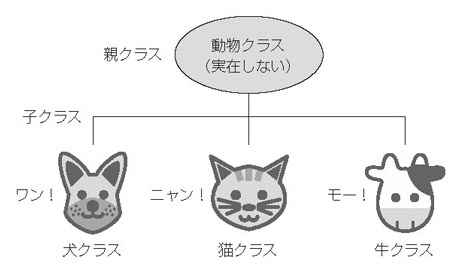 親クラス
動物クラス
（実在しない）
子クラス
ワン！
ニャン！
モー！
犬クラス
猫クラス
牛クラス